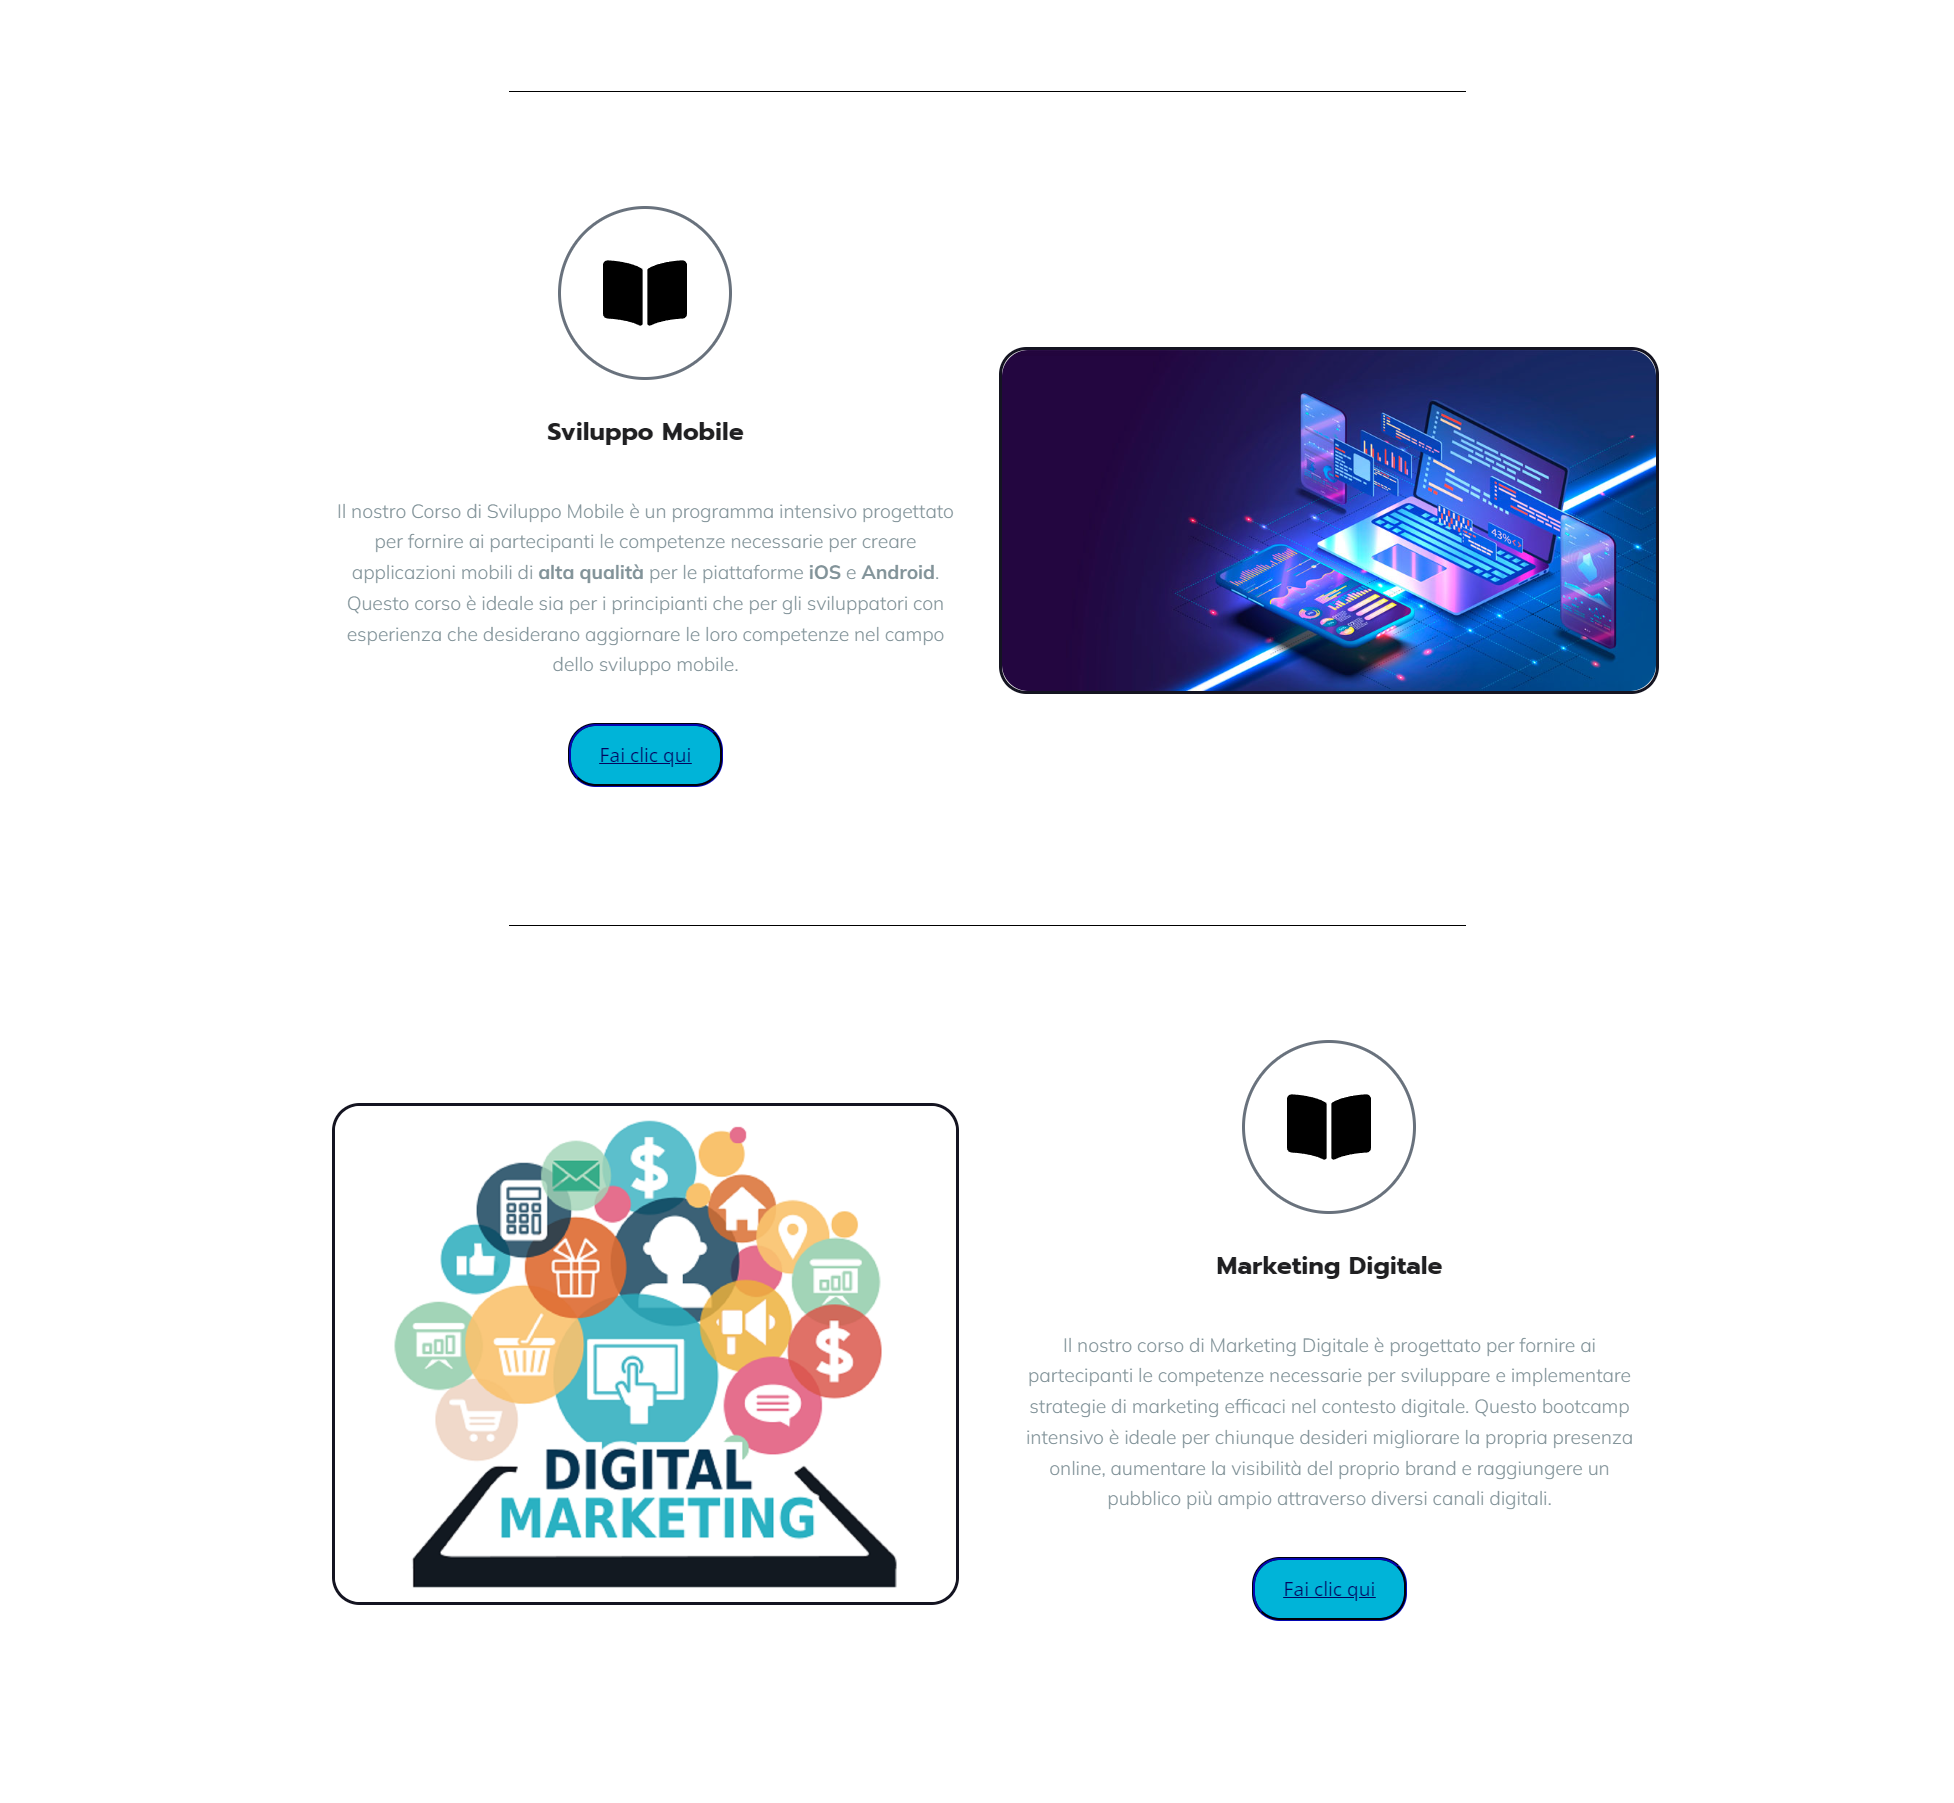 Sviluppo Mobile
Il nostro Corso di Sviluppo Mobile è un programma intensivo progettato
per fornire ai partecipanti le competenze necessarie per creare
applicazioni mobili di alta qualità per le piattaforme iOS e Android.
Questo corso è ideale sia per i principianti che per gli sviluppatori con
esperienza che desiderano aggiornare le loro competenze nel campo
dello sviluppo mobile.
Fai clic qui
43%
DIGITAL
MARKETING
Marketing Digitale
Il nostro corso di Marketing Digitale è progettato per fornire ai
partecipanti le competenze necessarie per sviluppare e implementare
strategie di marketing efficaci nel contesto digitale. Questo bootcamp
intensivo è ideale per chiunque desideri migliorare la propria presenza
online, aumentare la visibilità del proprio brand e raggiungere un
pubblico più ampio attraverso diversi canali digitali.
Fai clic qui